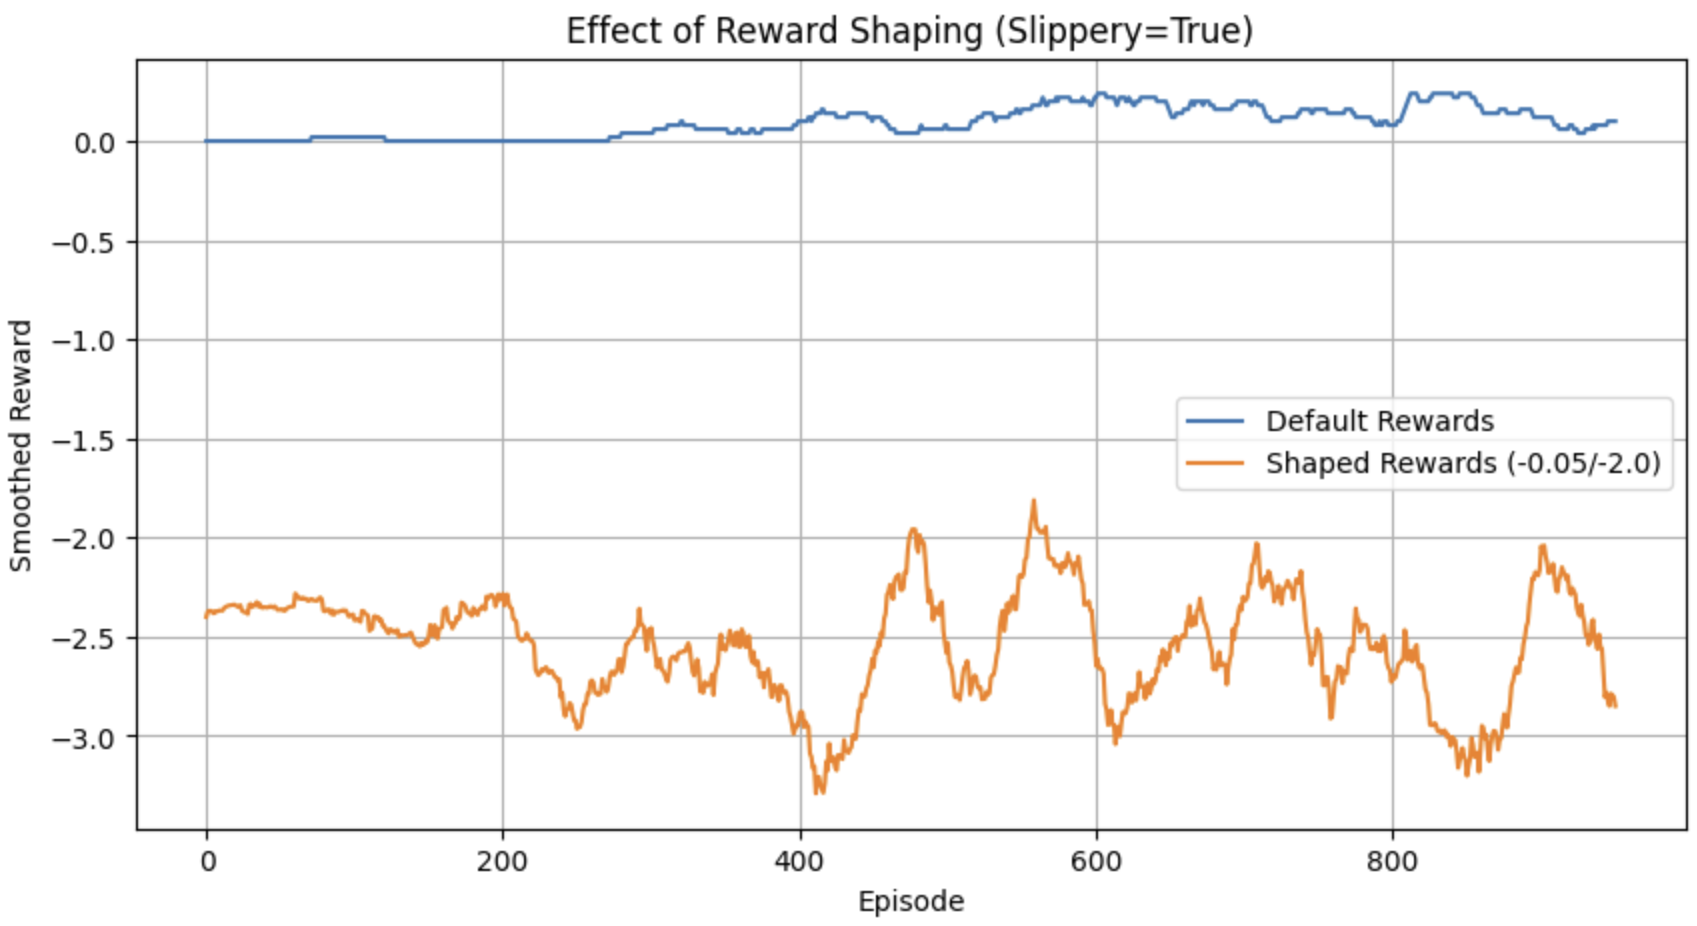 Effect of Reward Shaping (Slippery=True)
Smoothed Reward
0.0
−0.5
−1.0
−1.5
−2.0
−2.5
−3.0
Default Rewards
Shaped Rewards (-0.05/-2.0)
0 200 400 600 800
Episode